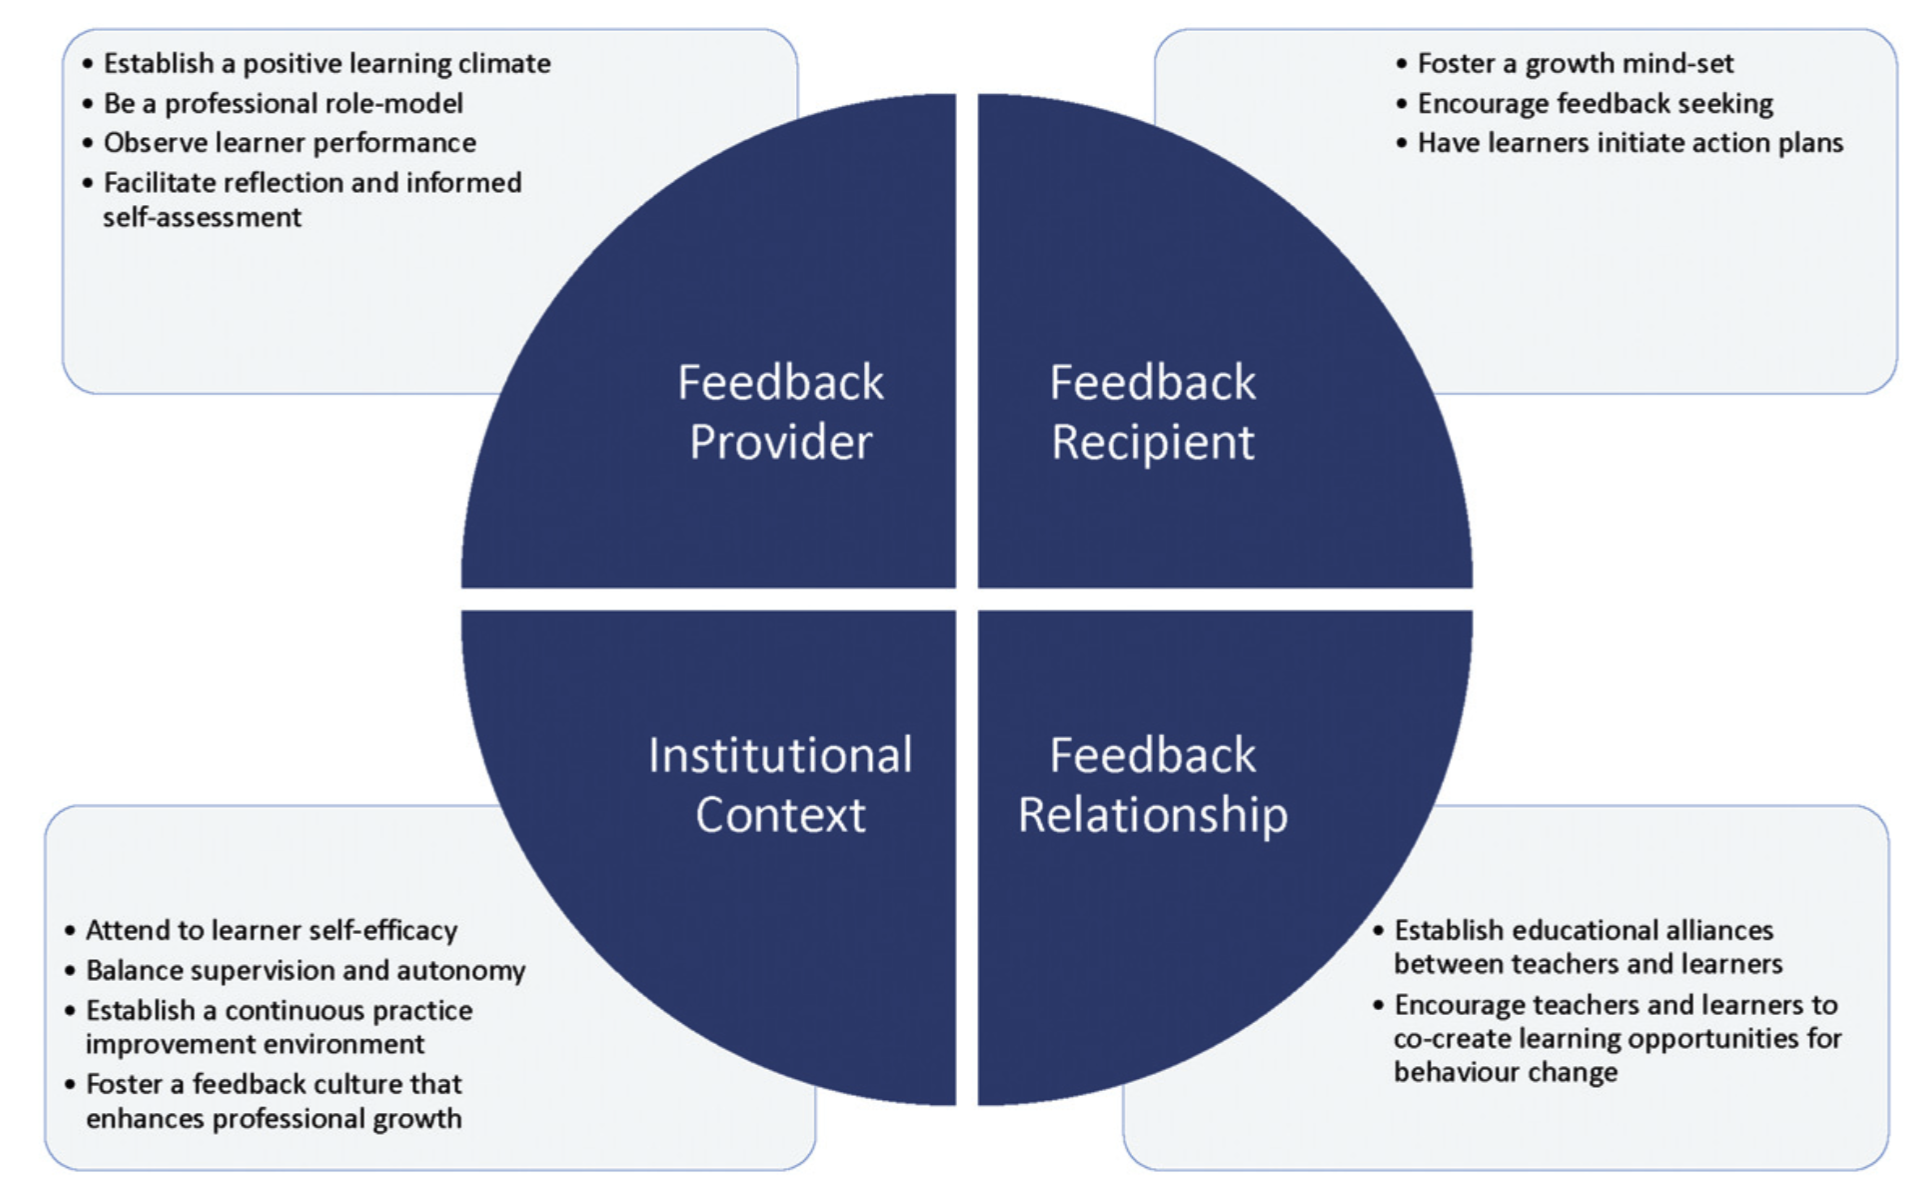 • Establish a positive learning climate
• Be a professional role-model
• Observe learner performance
• Facilitate reflection and informed
self-assessment
• Foster a growth mind-set
• Encourage feedback seeking
• Have learners initiate action plans
Feedback
Provider
Feedback
Recipient
Institutional
Context
Feedback
Relationship
• Attend to learner self-efficacy
• Balance supervision and autonomy
• Establish a continuous practice
improvement environment
• Foster a feedback culture that
enhances professional growth
• Establish educational alliances
between teachers and learners
• Encourage teachers and learners to
co-create learning opportunities for
behaviour change